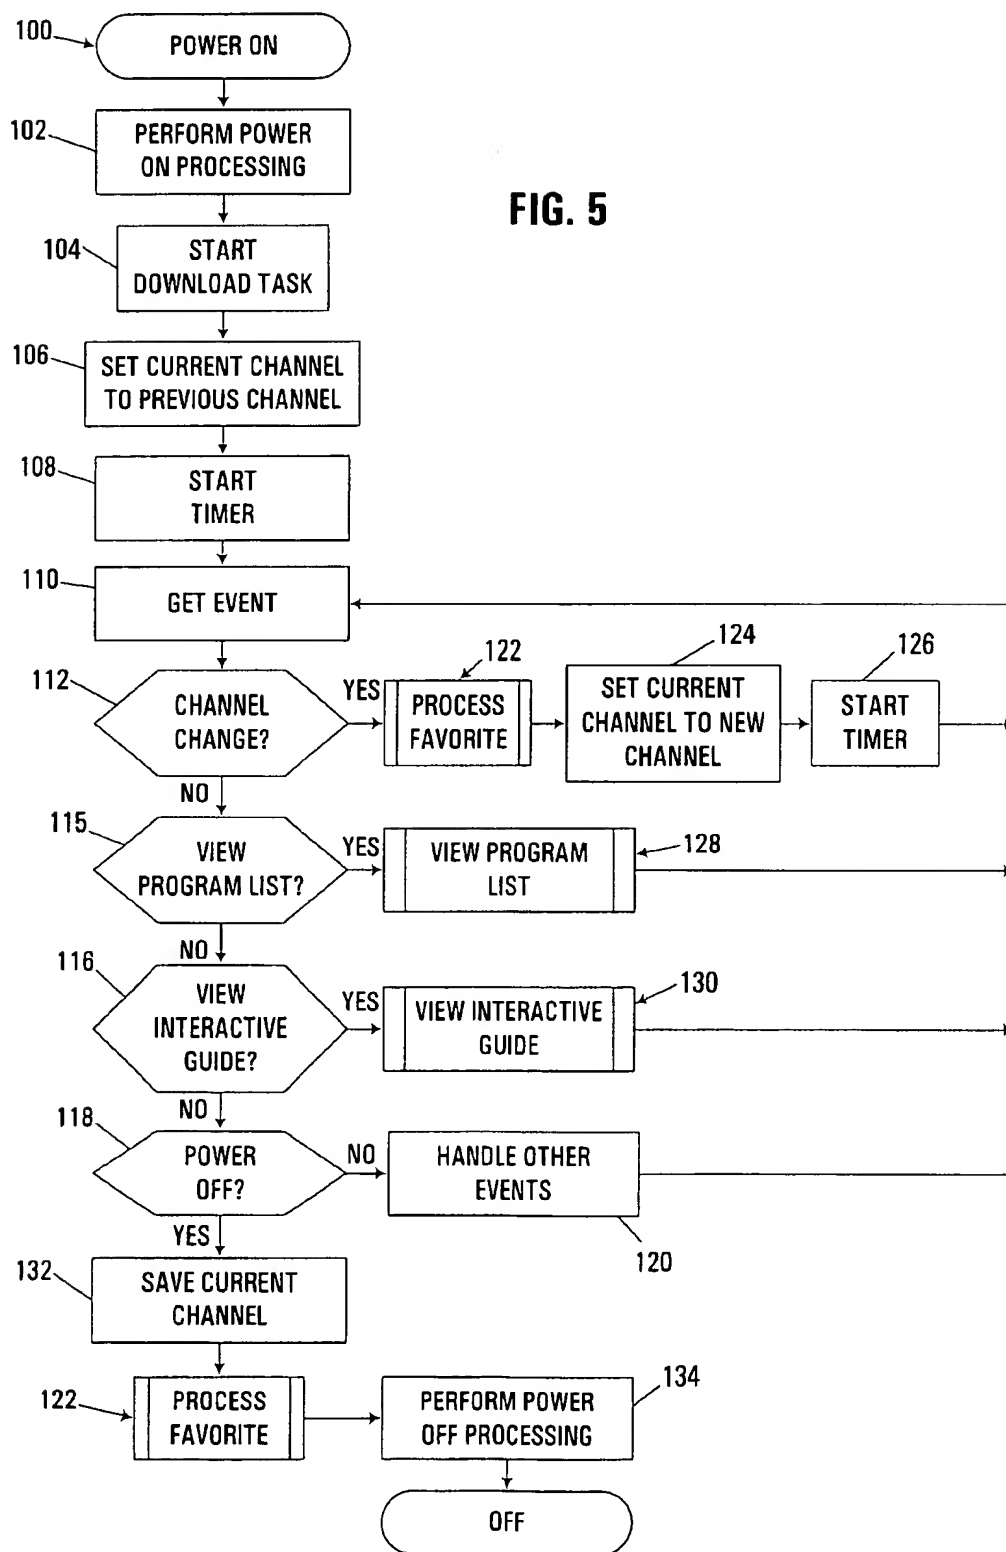 100
POWER ON
102
PERFORM POWER
ON PROCESSING
FIG. 5
104
START
DOWNLOAD TASK
106
SET CURRENT CHANNEL
TO PREVIOUS CHANNEL
108
START
TIMER
110
GET EVENT
112
CHANNEL
CHANGE?
YES
122
PROCESS
FAVORITE
124
SET CURRENT
CHANNEL TO NEW
CHANNEL
126
START
TIMER
NO
115
VIEW
PROGRAM LIST?
YES
VIEW PROGRAM
LIST
128
NO
116
VIEW
INTERACTIVE
GUIDE?
YES
VIEW INTERACTIVE
GUIDE
130
NO
118
POWER
OFF?
NO
HANDLE OTHER
EVENTS
120
YES
132
SAVE CURRENT
CHANNEL
122
PROCESS
FAVORITE
PERFORM POWER
OFF PROCESSING
134
OFF